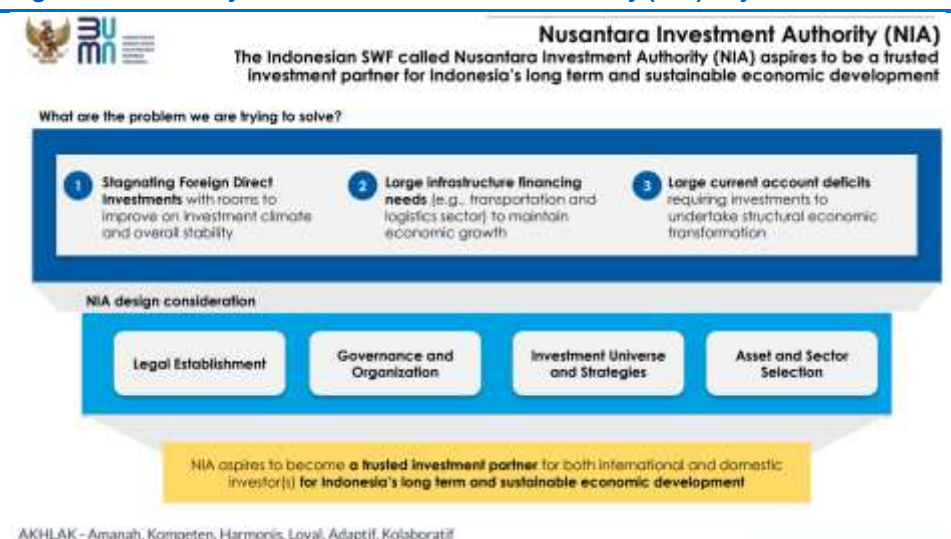 BUMN
Nusantara Investment Authority (NIA)
The Indonesian SWF called Nusantara Investment Authority (NIA) aspires to be a trusted
investment partner for Indonesia's long term and sustainable economic development
What are the problem we are trying to solve?
1
Stagnating Foreign Direct
Investments with rooms to
improve on investment climate
and overall stability
2
Large infrastructure financing
needs (e.g., transportation and
logistics sector) to maintain
economic growth
3
Large current account deficits
requiring investments to
undertake structural economic
transformation
NIA design consideration
Legal Establishment
Governance and
Organization
Investment Universe
and Strategies
Asset and Sector
Selection
NIA aspires to become a trusted investment partner for both international and domestic
investor(s) for Indonesia's long term and sustainable economic development
AKHLAK – Amanah, Kompeten, Harmonis, Loyal, Adaptif, Kolaboratif